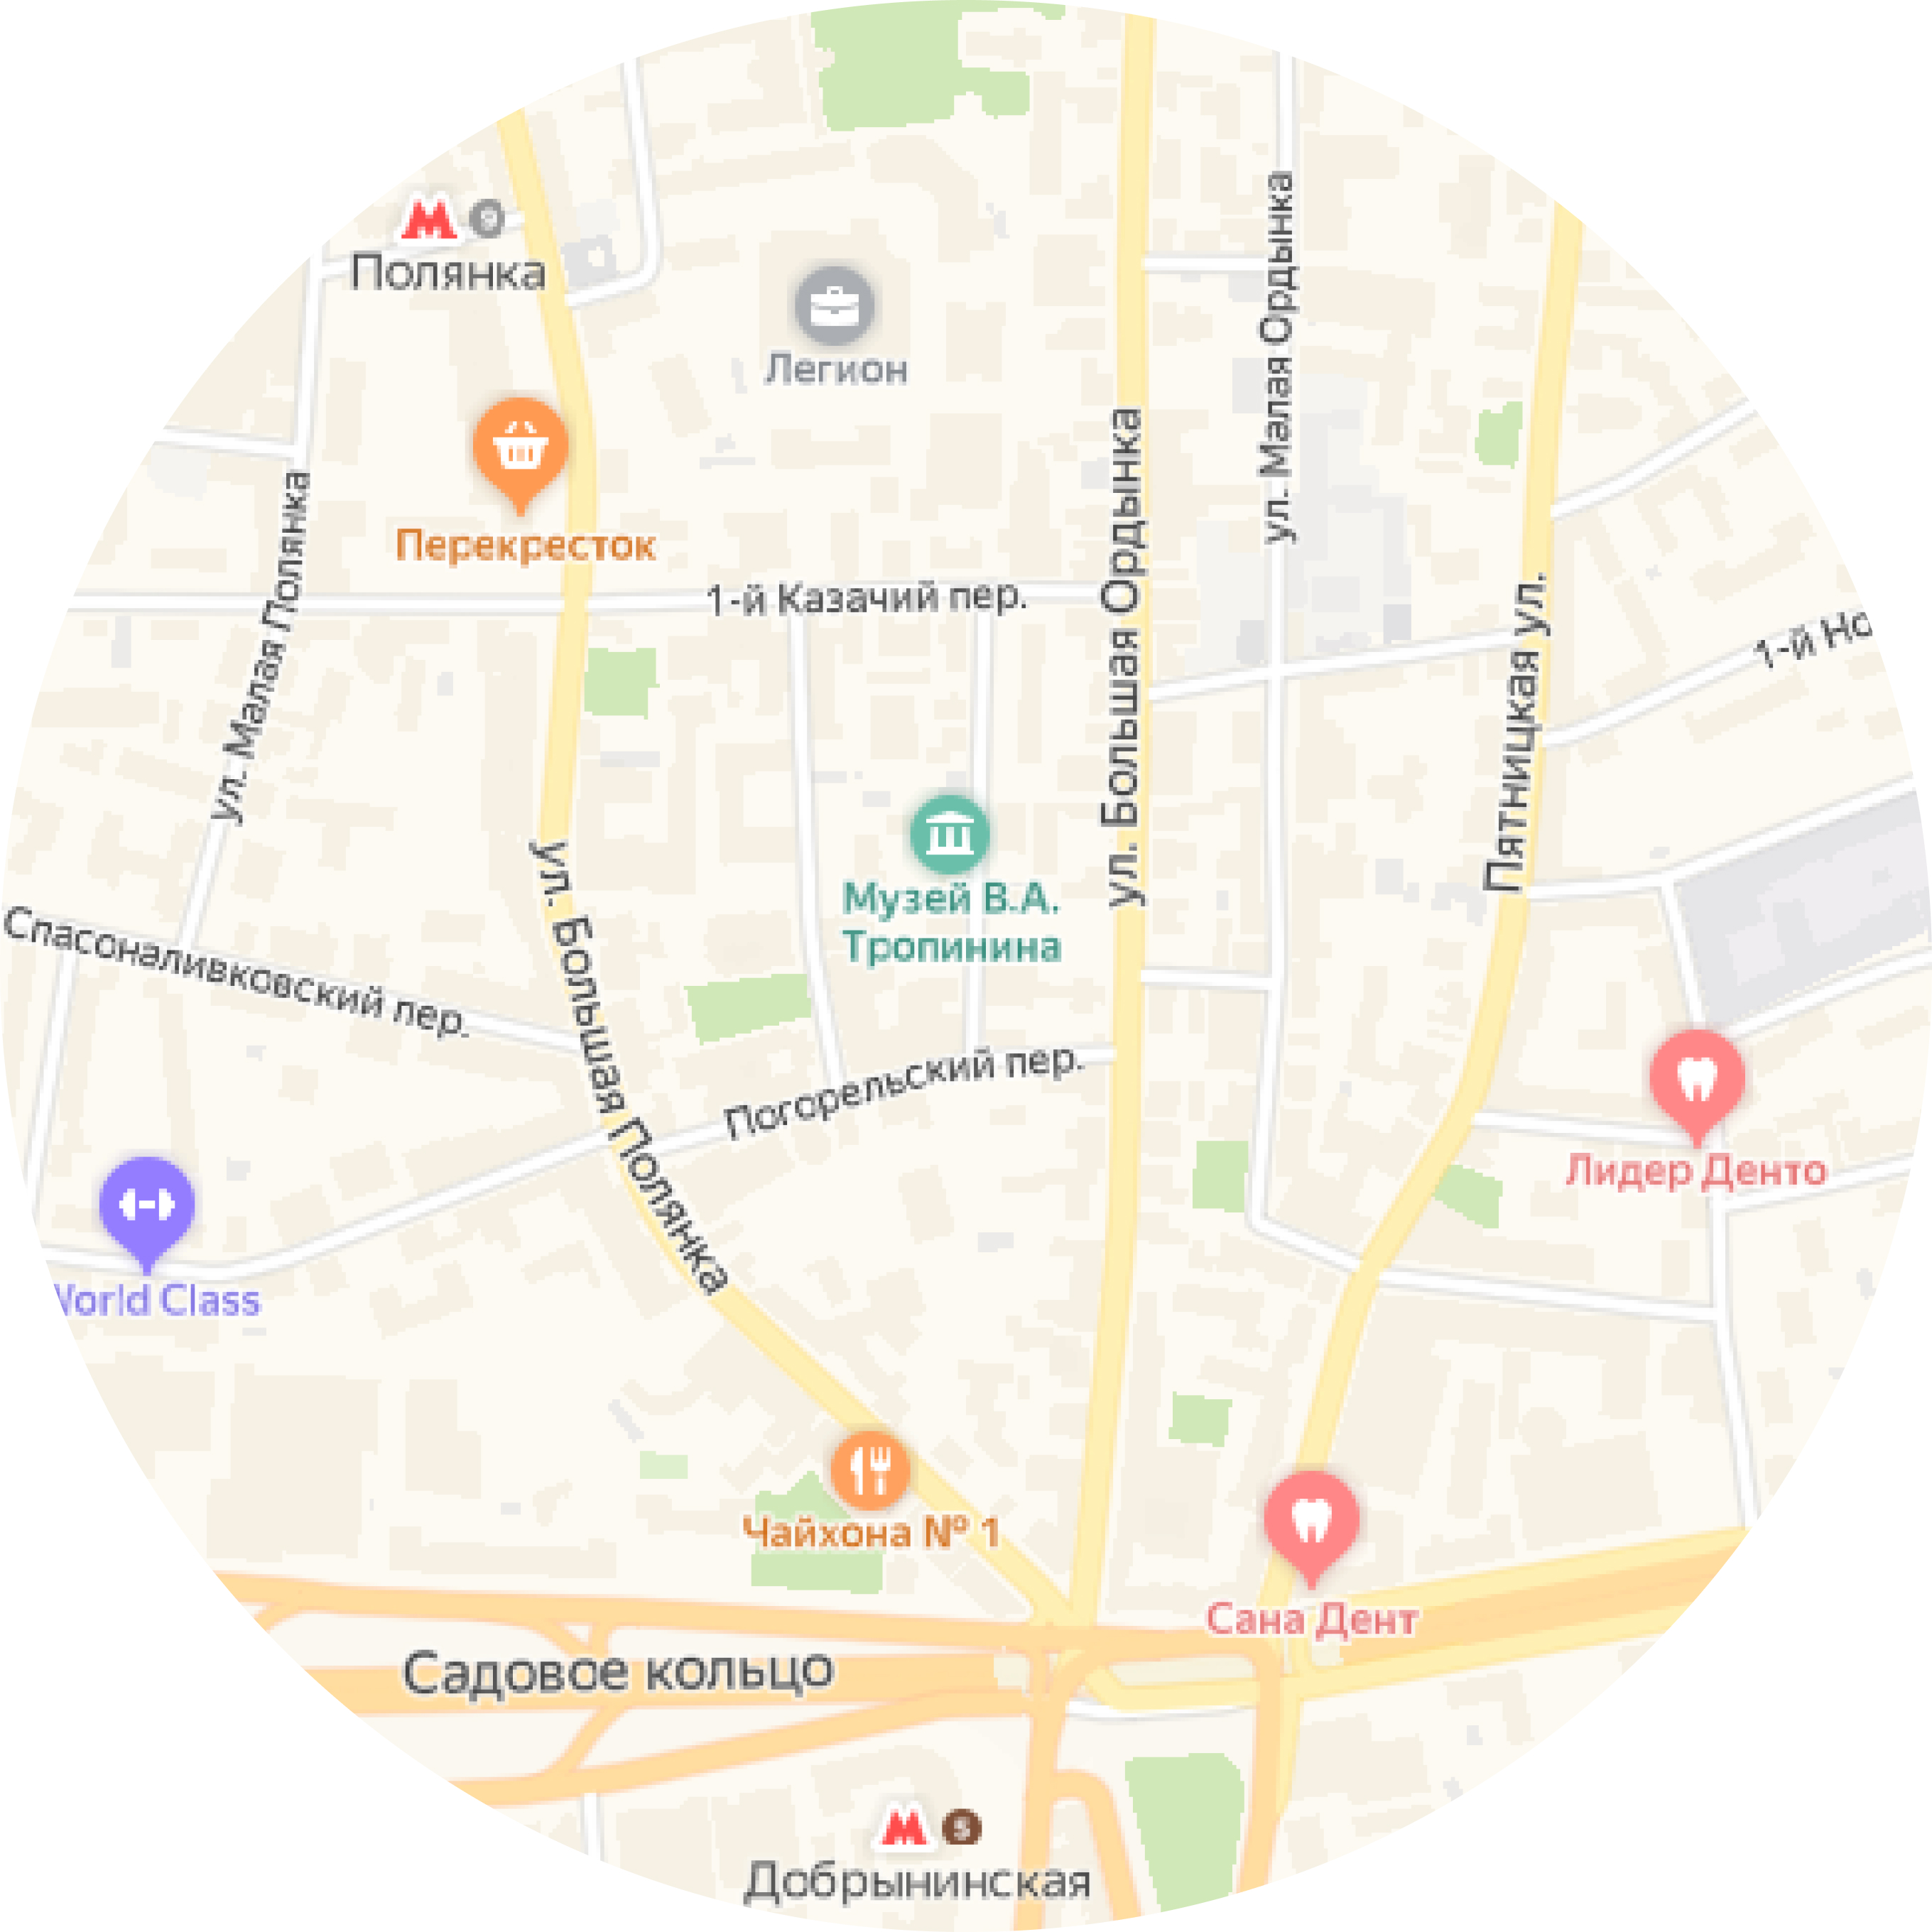 Полянка
ул. Малая Ордынка
Легион
Перекресток
ул. Малая Полянка
ул. Большая Ордынка
1-й Казачий пер.
Пятницкая ул.
1-й Но
Музей В.А.
Тропинина
ул. Большая Полянка
Спасоналивковский пер.
Погорельский пер.
Лидер Денто
World Class
Чайхона № 1
Сана Дент
Садовое кольцо
5
Добрынинская